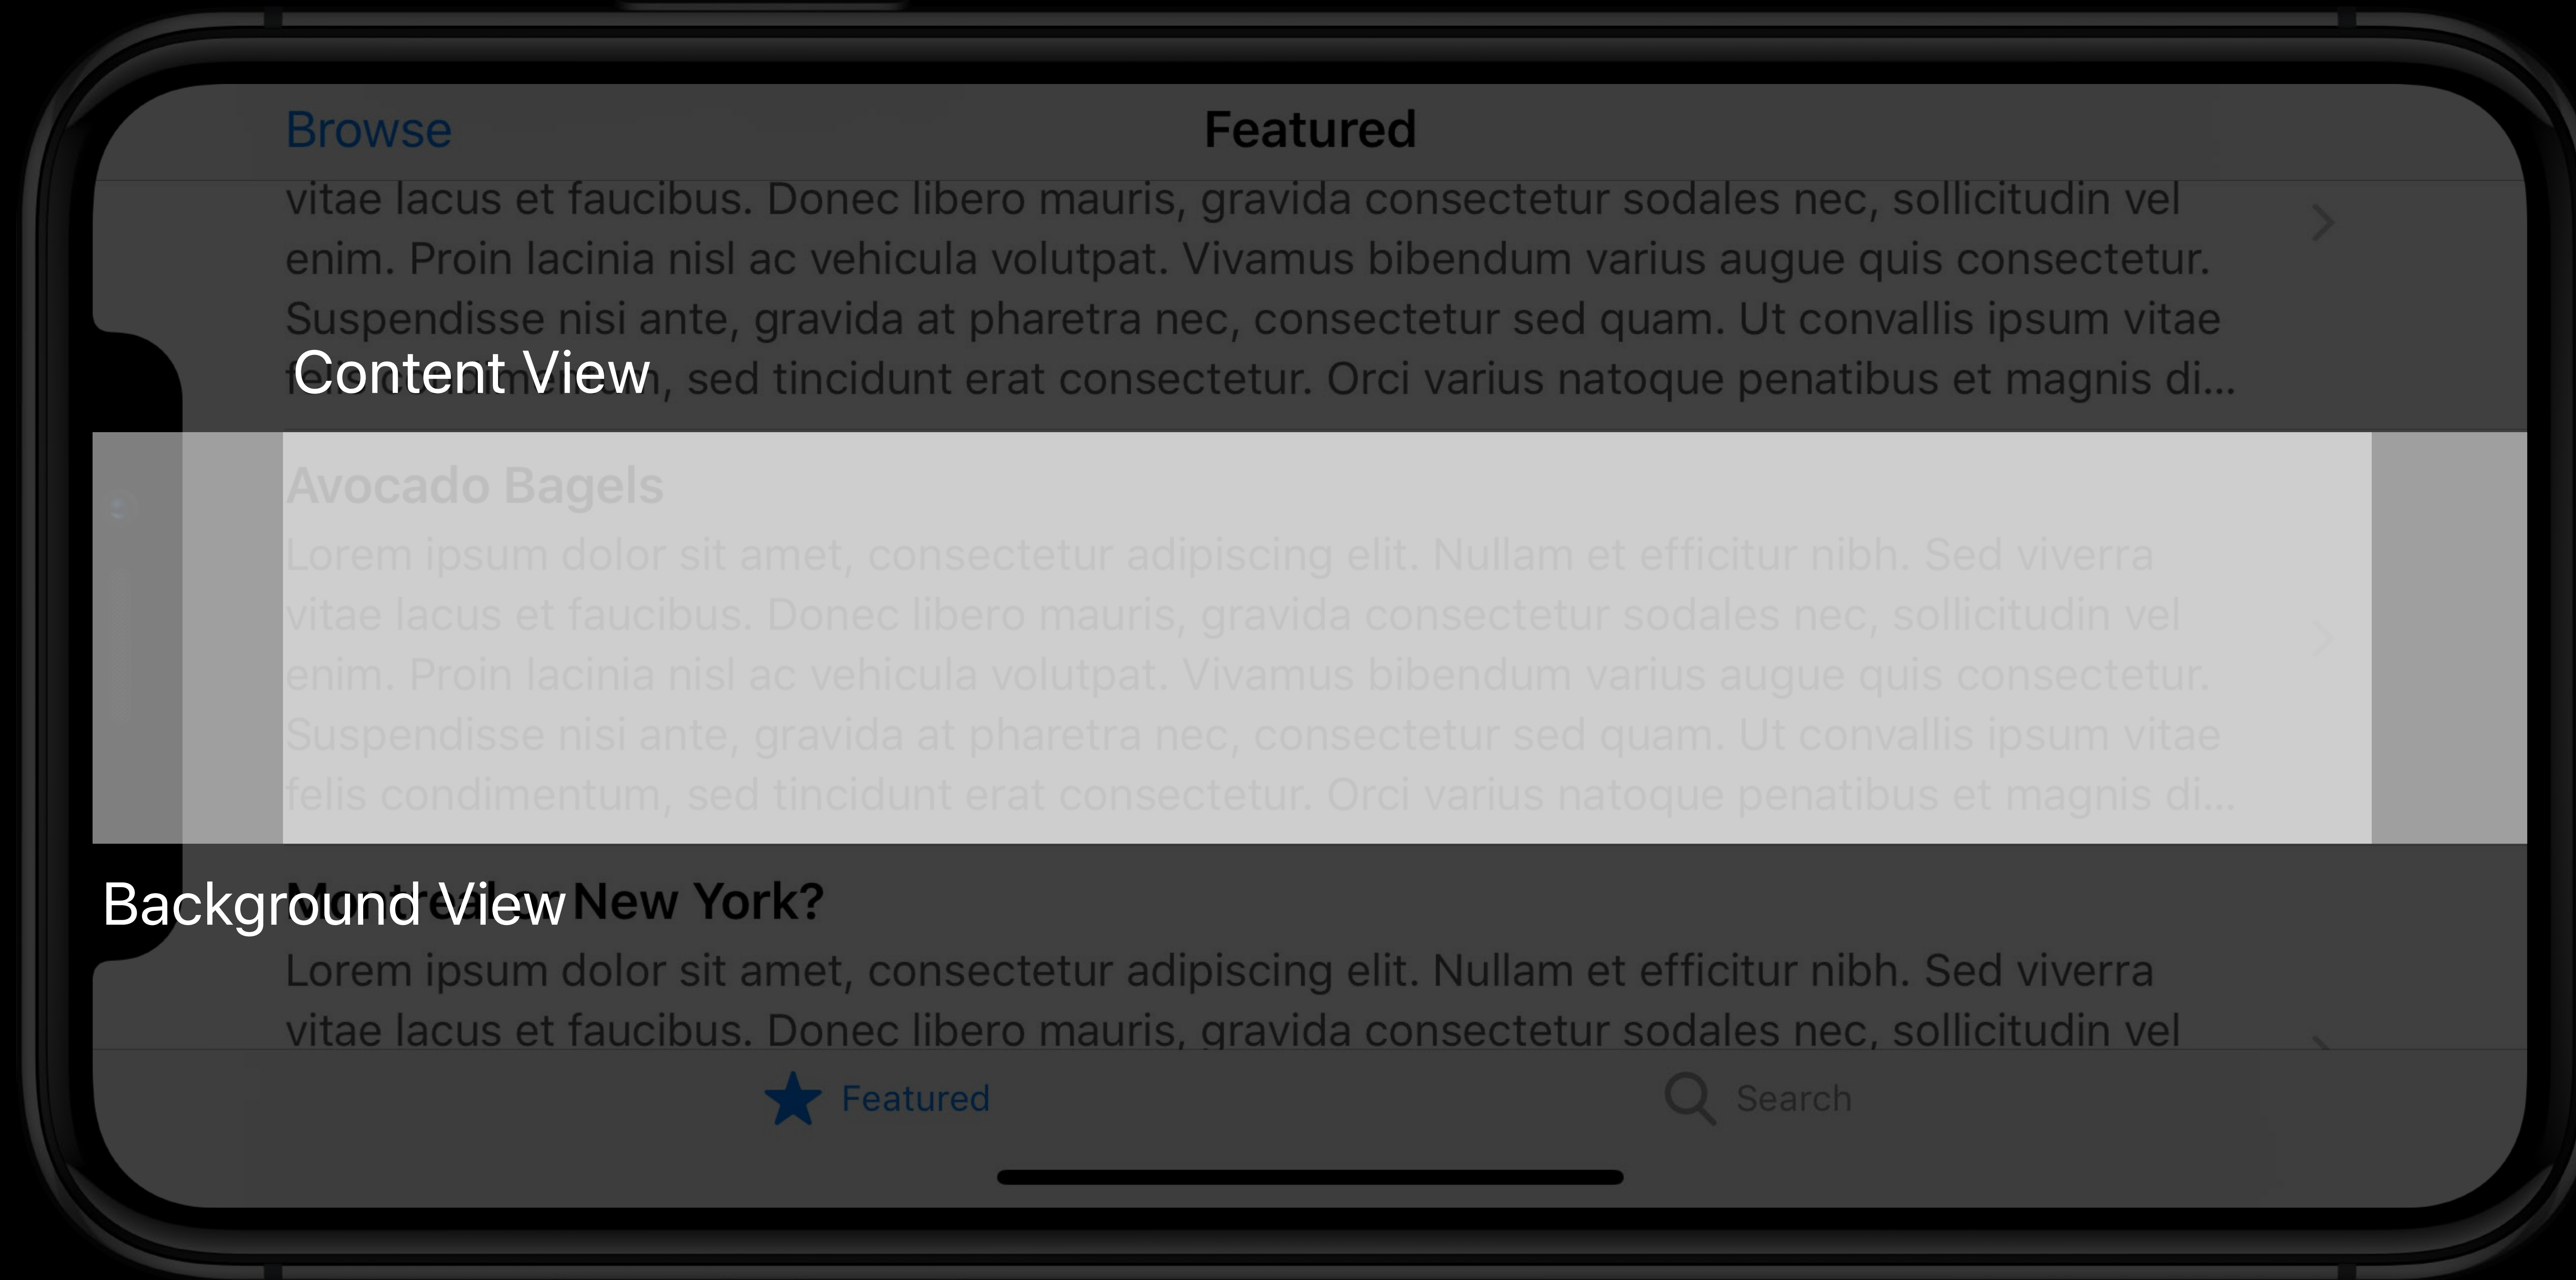 Browse
Featured
vitae lacus et faucibus. Donec libero mauris, gravida consectetur sodales nec, sollicitudin vel
enim. Proin lacinia nisl ac vehicula volutpat. Vivamus bibendum varius augue quis consectetur.
Suspendisse nisi ante, gravida at pharetra nec, consectetur sed quam. Ut convallis ipsum vitae
Content View
felis condimentum, sed tincidunt erat consectetur. Orci varius natoque penatibus et magnis di...
Avocado Bagels
Lorem ipsum dolor sit amet, consectetur adipiscing elit. Nullam et efficitur nibh. Sed viverra
vitae lacus et faucibus. Donec libero mauris, gravida consectetur sodales nec, sollicitudin vel
enim. Proin lacinia nisl ac vehicula volutpat. Vivamus bibendum varius augue quis consectetur.
Suspendisse nisi ante, gravida at pharetra nec, consectetur sed quam. Ut convallis ipsum vitae
felis condimentum, sed tincidunt erat consectetur. Orci varius natoque penatibus et magnis di...
Background View
Montreal or New York?
Lorem ipsum dolor sit amet, consectetur adipiscing elit. Nullam et efficitur nibh. Sed viverra
vitae lacus et faucibus. Donec libero mauris, gravida consectetur sodales nec, sollicitudin vel
Featured
Search